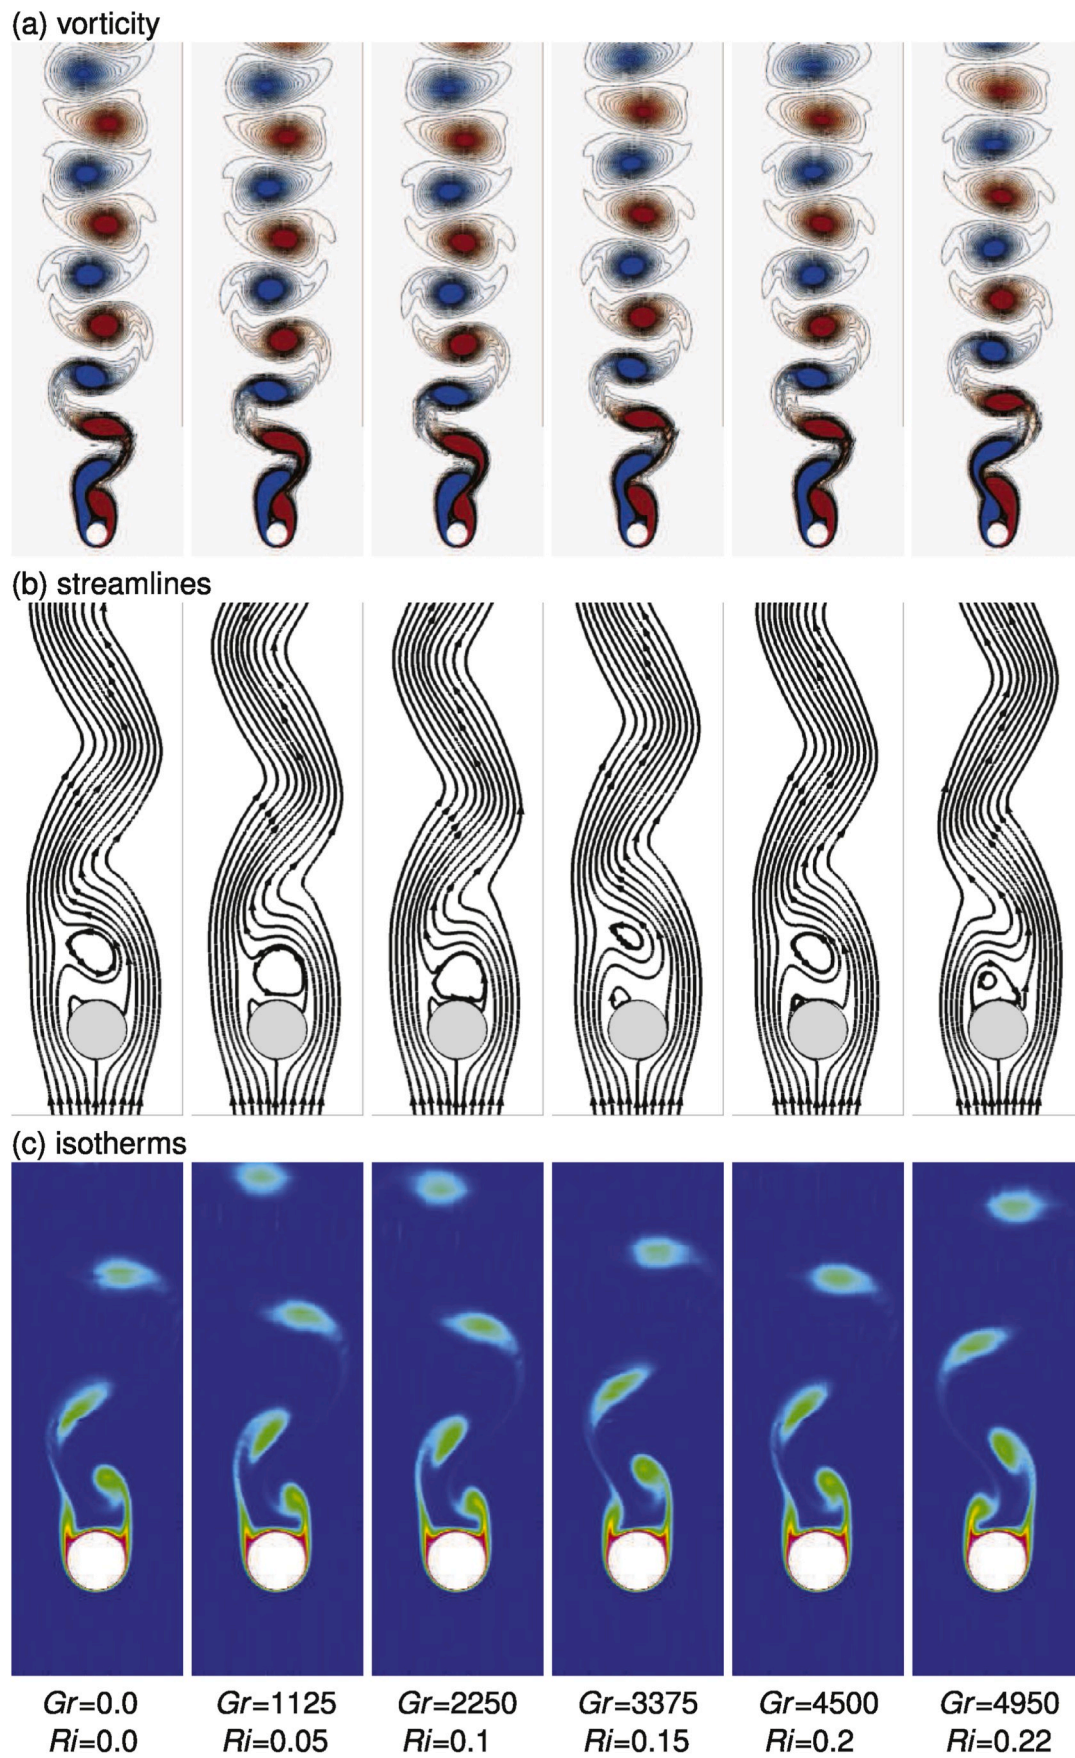 (a) vorticity
(b) streamlines
(c) isotherms
Gr=0.0 Gr=1125 Gr=2250 Gr=3375 Gr=4500 Gr=4950
Ri=0.0 Ri=0.05 Ri=0.1 Ri=0.15 Ri=0.2 Ri=0.22